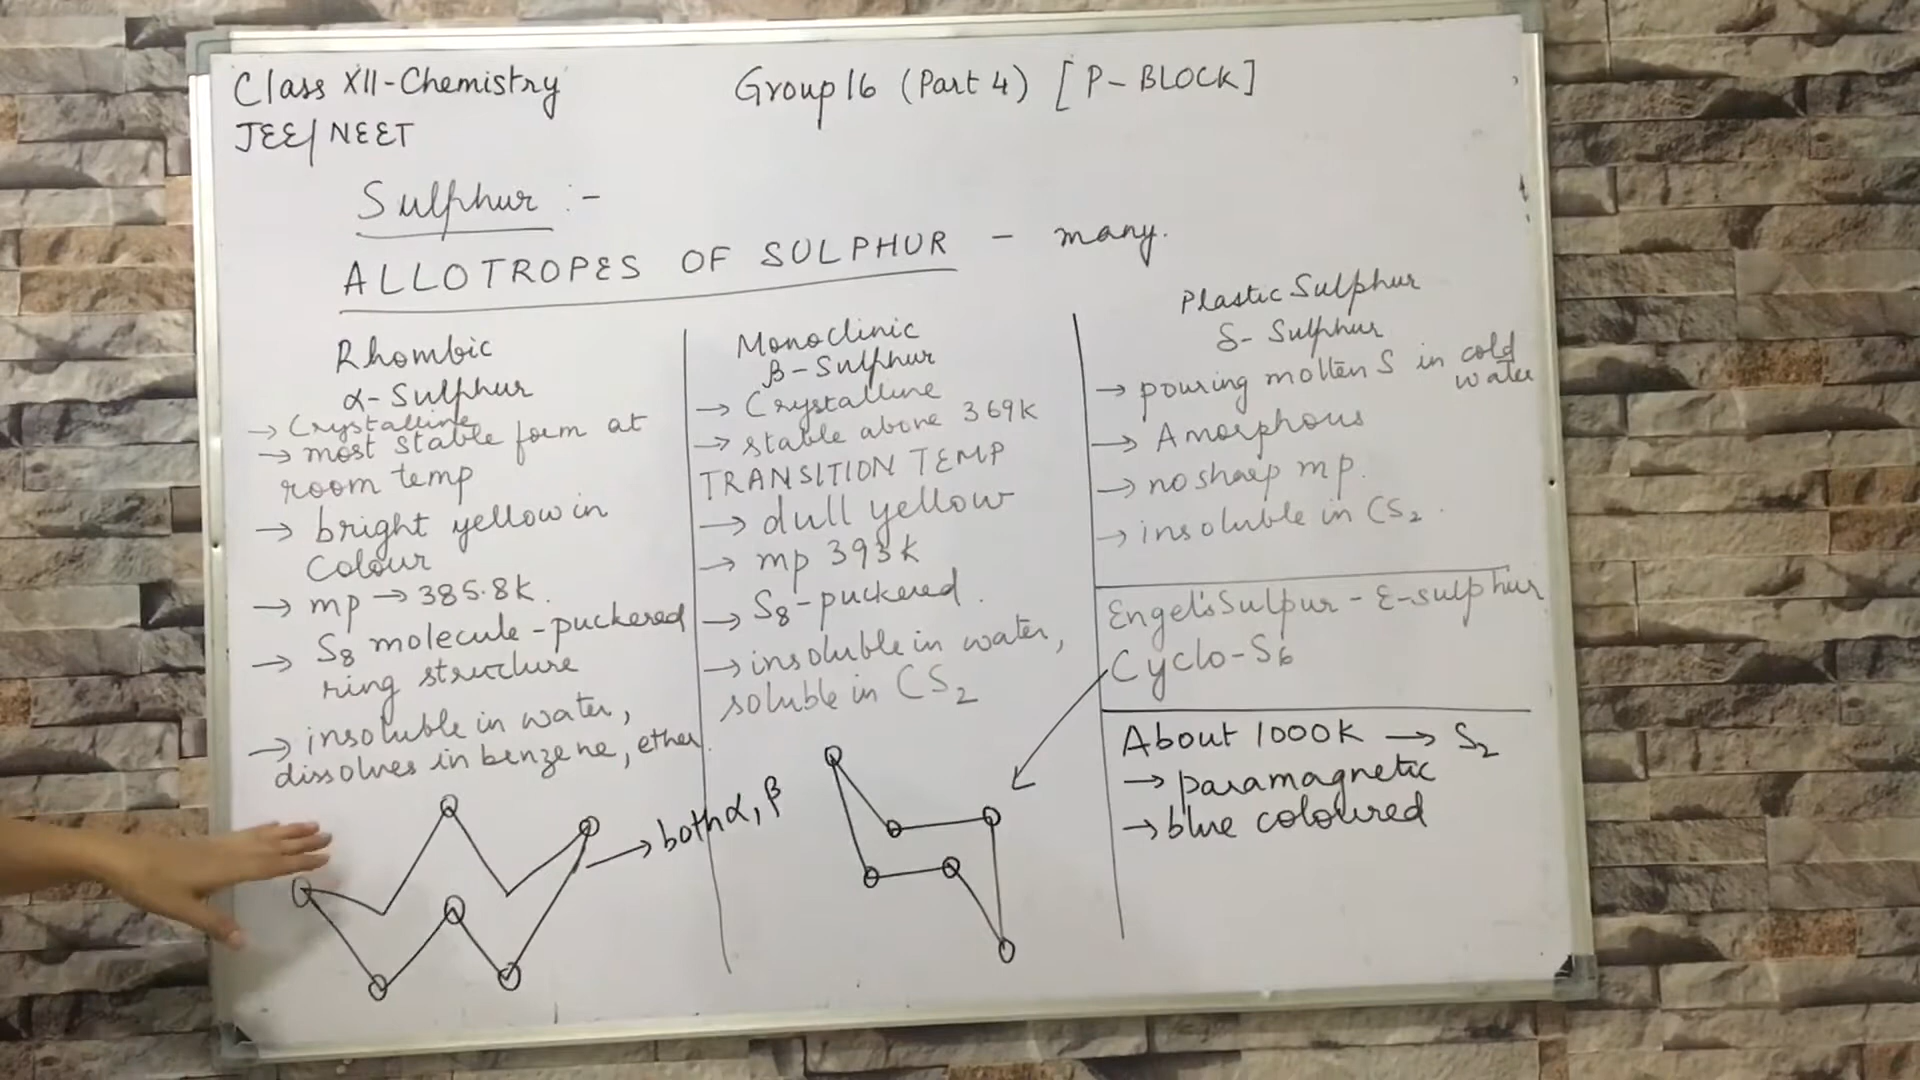 Class XII-Chemistry
JEE/NEET
Group 16 (Part 4) [P-BLOCK]
Sulphur :-
ALLOTROPES OF SULPHUR - many.
Rhombic
α-Sulphur
→ Crystalline
→ most stable form at
room temp
→ bright yellow in
Colour
→ mp → 385.8K.
→ S8 molecule-puckered
ring structure
→ insoluble in water,
dissolves in benzene, ether.
→ both α, β
Monoclinic
β-Sulphur
→ Crystalline
→ stable above 369K
TRANSITION TEMP
→ dull yellow
→ mp 393K
→ S8-puckered.
→ insoluble in water,
soluble in CS2
Plastic Sulphur
δ-Sulphur
→ pouring molten S in cold
water
→ Amorphous
→ no sharp mp.
→ insoluble in CS2.
Engel's Sulpur - ε-sulphur
Cyclo-S6
About 1000K → S2
→ paramagnetic
→ blue coloured